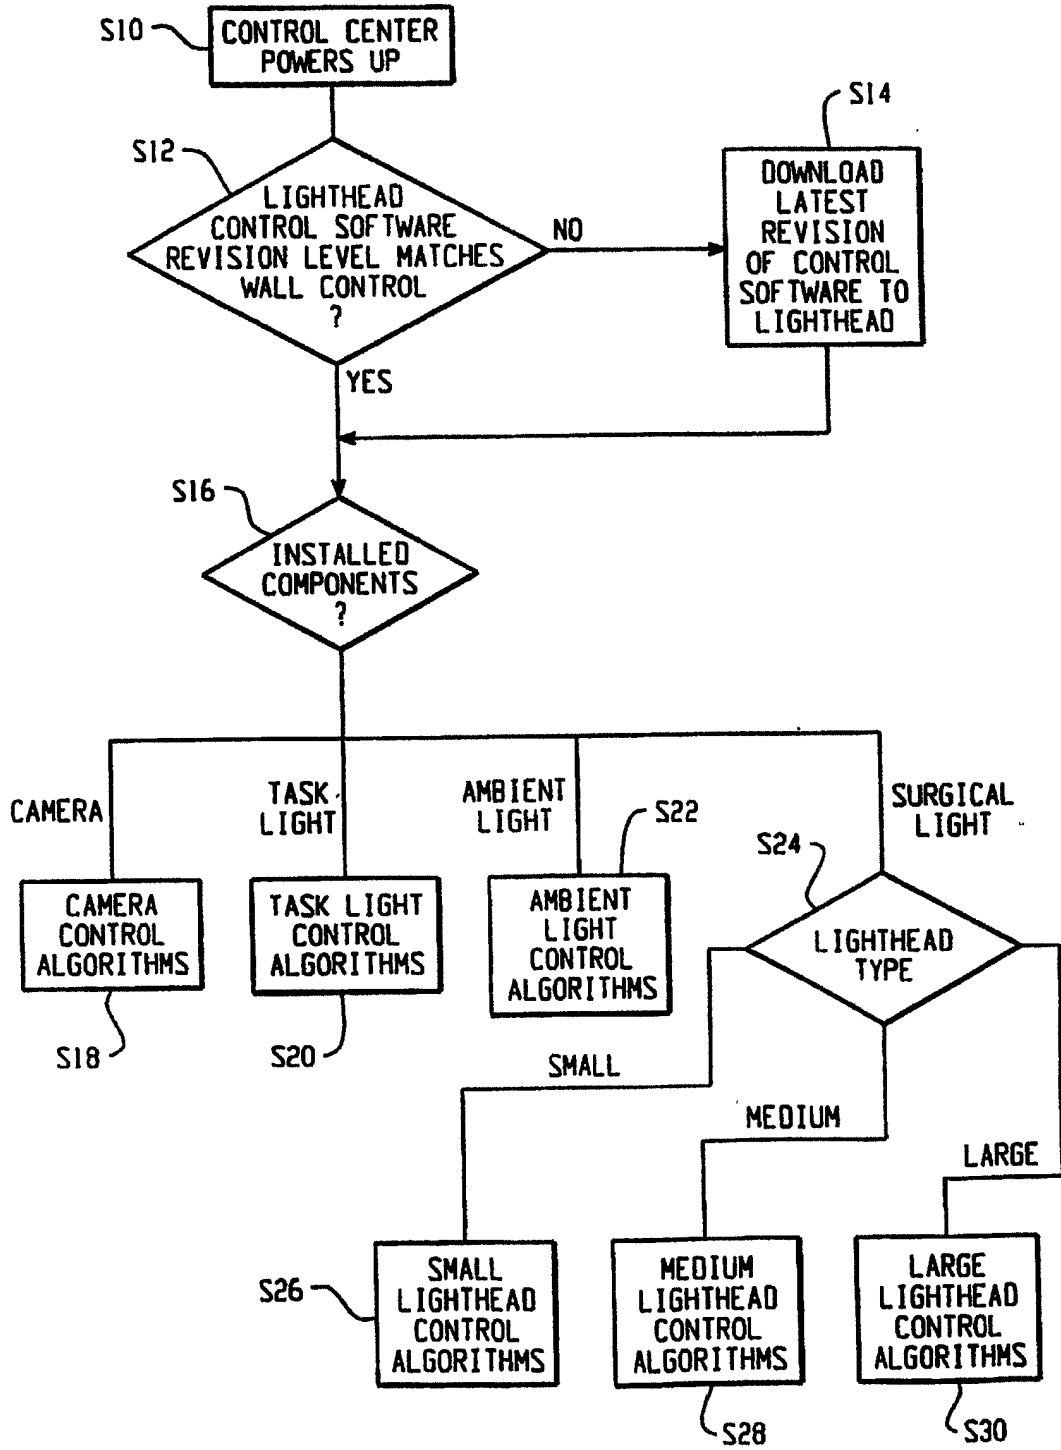 S10
CONTROL CENTER
POWERS UP
S12
LIGHTHEAD
CONTROL SOFTWARE
REVISION LEVEL MATCHES
WALL CONTROL
?
NO
YES
S14
DOWNLOAD
LATEST
REVISION
OF CONTROL
SOFTWARE TO
LIGHTHEAD
S16
INSTALLED
COMPONENTS
?
CAMERA
TASK
LIGHT
AMBIENT
LIGHT
SURGICAL
LIGHT
CAMERA
CONTROL
ALGORITHMS
S18
TASK LIGHT
CONTROL
ALGORITHMS
S20
S22
AMBIENT
LIGHT
CONTROL
ALGORITHMS
S24
LIGHTHEAD
TYPE
SMALL
MEDIUM
LARGE
S26
SMALL
LIGHTHEAD
CONTROL
ALGORITHMS
MEDIUM
LIGHTHEAD
CONTROL
ALGORITHMS
S28
LARGE
LIGHTHEAD
CONTROL
ALGORITHMS
S30